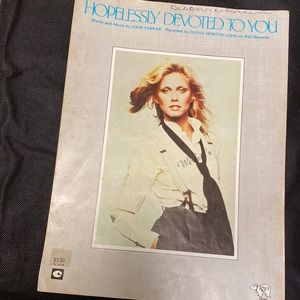 HOPELESSLY DEVOTED TO YOU
Words and Music by JOHN FARRAR Recorded by OLIVIA NEWTON-JOHN on RSO Records
$1.50